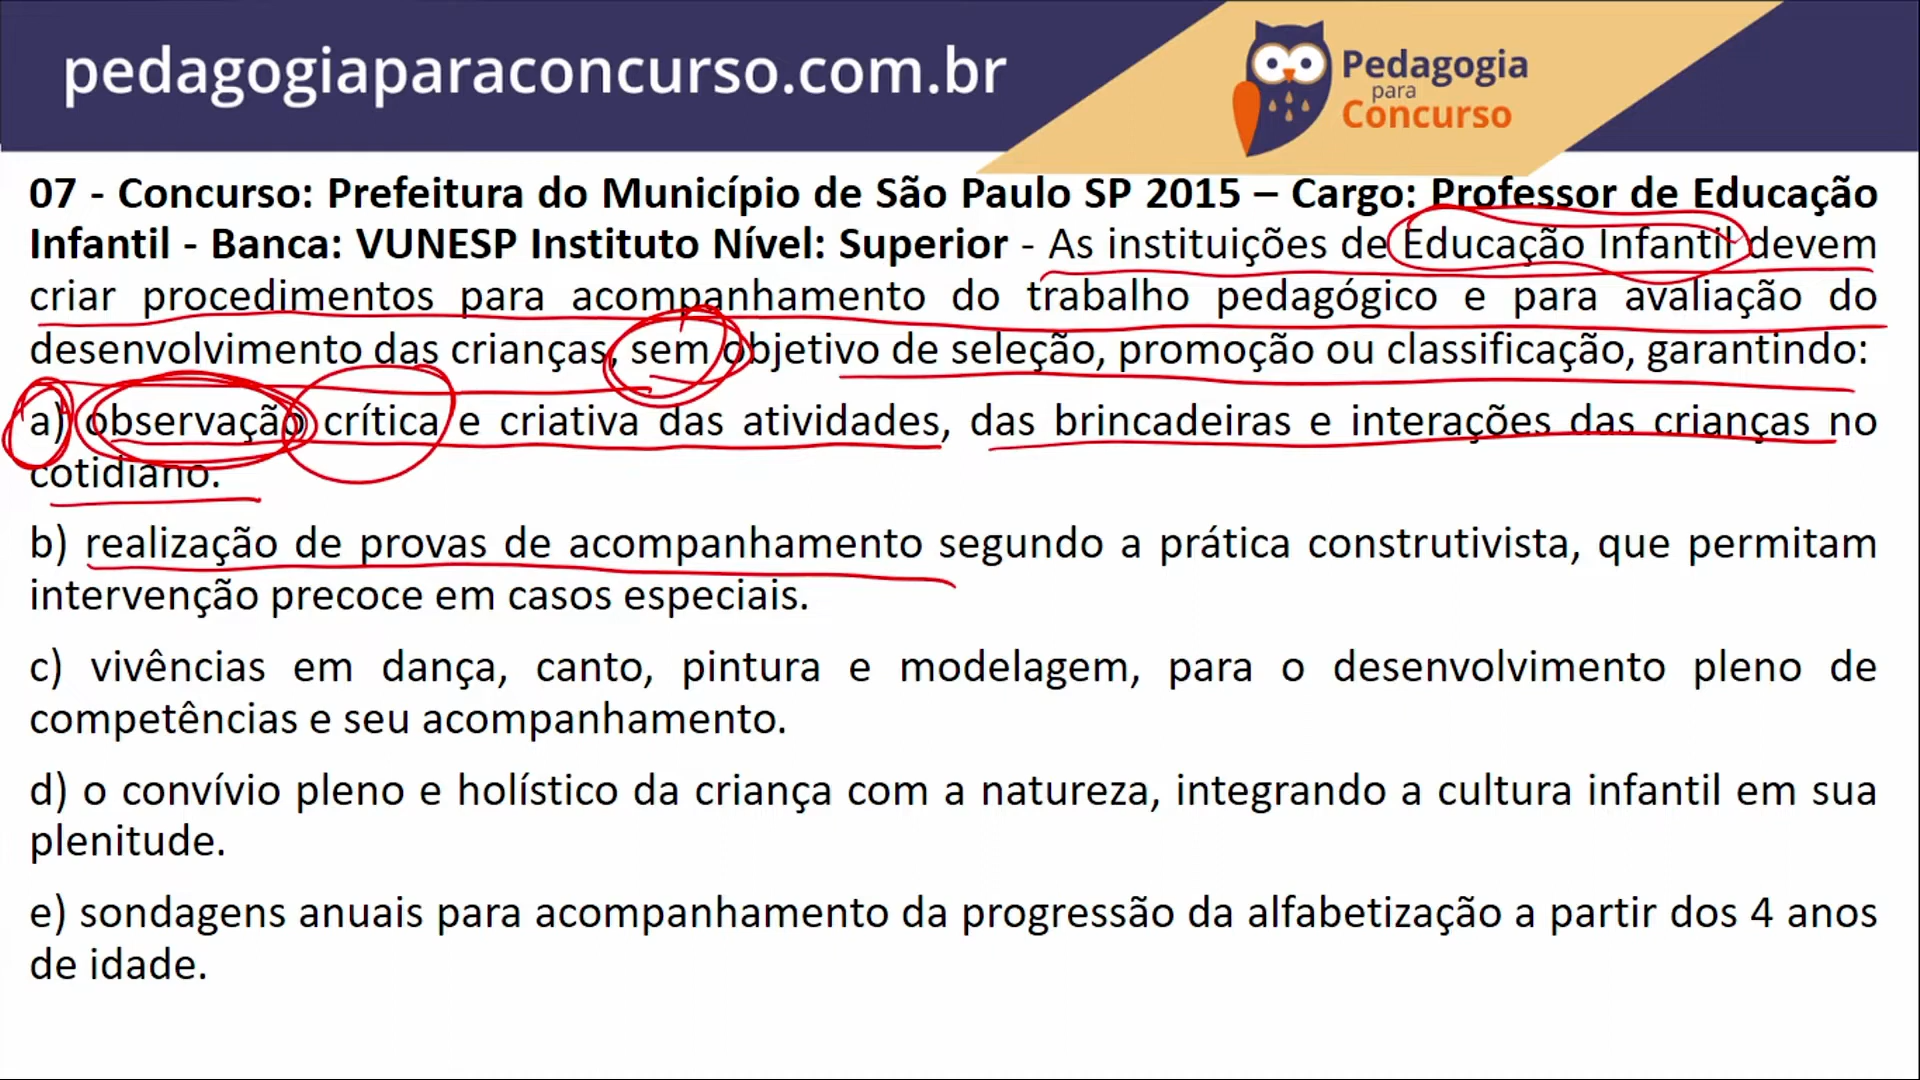 pedagogiaparaconcurso.com.br
Pedagogia
para
Concurso
07 - Concurso: Prefeitura do Município de São Paulo SP 2015 – Cargo: Professor de Educação
Infantil - Banca: VUNESP Instituto Nível: Superior - As instituições de Educação Infantil devem
criar procedimentos para acompanhamento do trabalho pedagógico e para avaliação do
desenvolvimento das crianças, sem objetivo de seleção, promoção ou classificação, garantindo:
a) observação crítica e criativa das atividades, das brincadeiras e interações das crianças no
cotidiano.
b) realização de provas de acompanhamento segundo a prática construtivista, que permitam
intervenção precoce em casos especiais.
c) vivências em dança, canto, pintura e modelagem, para o desenvolvimento pleno de
competências e seu acompanhamento.
d) o convívio pleno e holístico da criança com a natureza, integrando a cultura infantil em sua
plenitude.
e) sondagens anuais para acompanhamento da progressão da alfabetização a partir dos 4 anos
de idade.